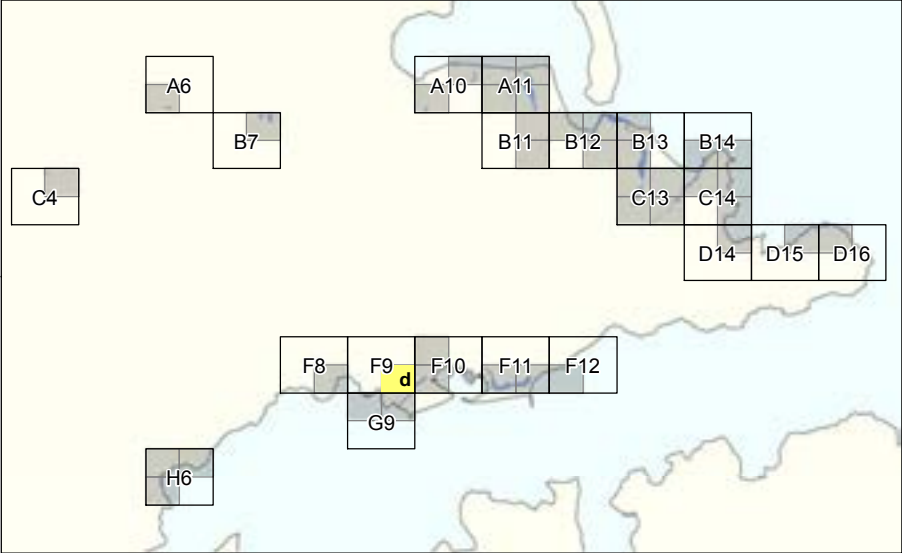 A6 A10 A11
B7 B11 B12 B13 B14
C4 C13 C14
D14 D15 D16
F8 F9 d F10 F11 F12
G9
H6